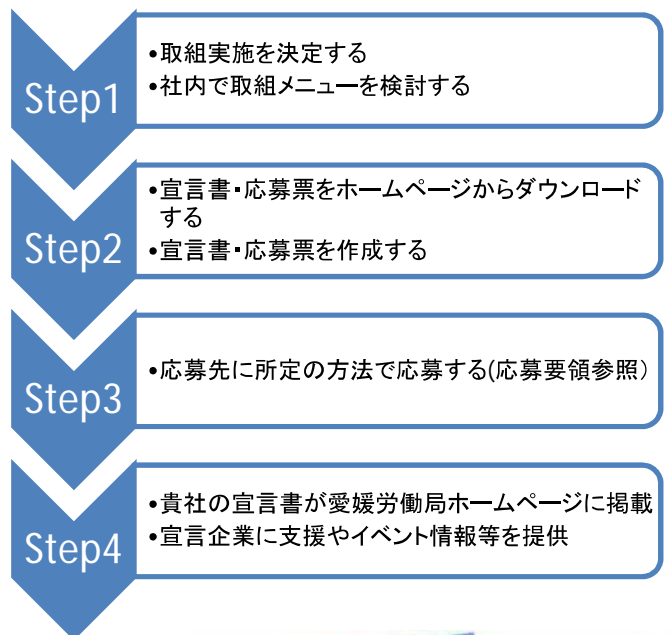 Step1
•取組実施を決定する
•社内で取組メニューを検討する
Step2
•宣言書・応募票をホームページからダウンロード
する
•宣言書・応募票を作成する
Step3
•応募先に所定の方法で応募する(応募要領参照)
Step4
•貴社の宣言書が愛媛労働局ホームページに掲載
•宣言企業に支援やイベント情報等を提供